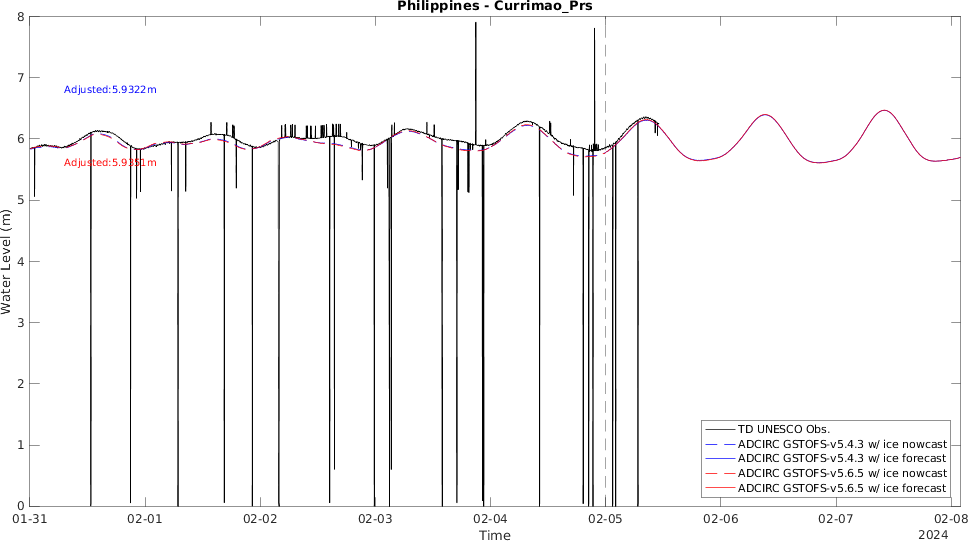 Philippines - Currimao_Prs
8
7
6
5
4
3
2
1
0
Water Level (m)
Adjusted:5.9322m
Adjusted:5.9351m
TD UNESCO Obs.
ADCIRC GSTOFS-v5.4.3 w/ ice nowcast
ADCIRC GSTOFS-v5.4.3 w/ ice forecast
ADCIRC GSTOFS-v5.6.5 w/ ice nowcast
ADCIRC GSTOFS-v5.6.5 w/ ice forecast
01-31 02-01 02-02 02-03 02-04 02-05 02-06 02-07 02-08
Time
2024